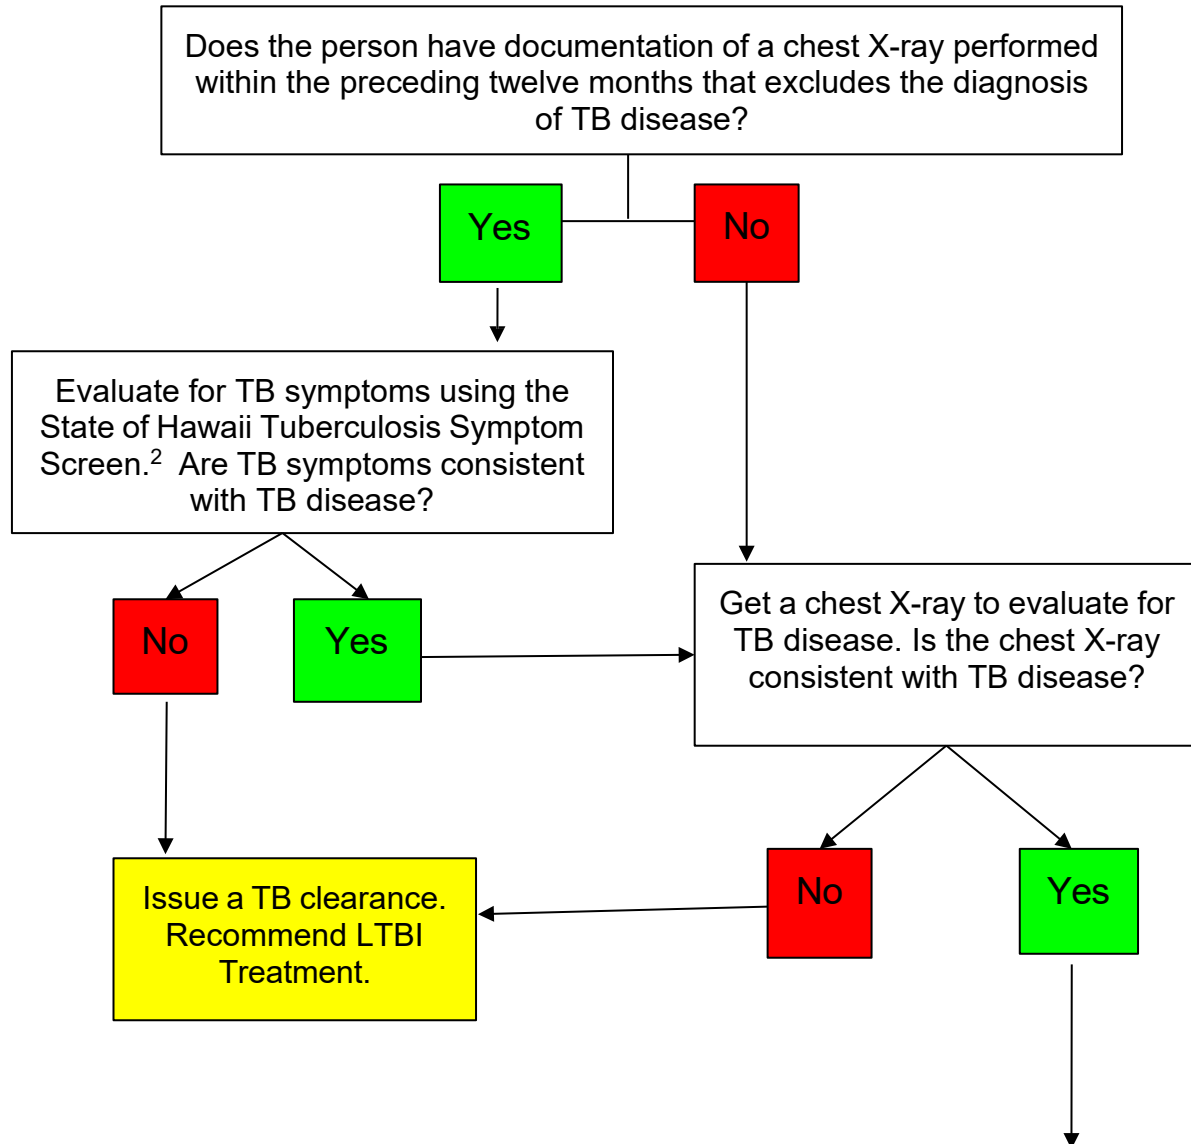 Does the person have documentation of a chest X-ray performed
within the preceding twelve months that excludes the diagnosis
of TB disease?
Yes
No
Evaluate for TB symptoms using the
State of Hawaii Tuberculosis Symptom
Screen.² Are TB symptoms consistent
with TB disease?
No
Yes
Get a chest X-ray to evaluate for
TB disease. Is the chest X-ray
consistent with TB disease?
Issue a TB clearance.
Recommend LTBI
Treatment.
No
Yes